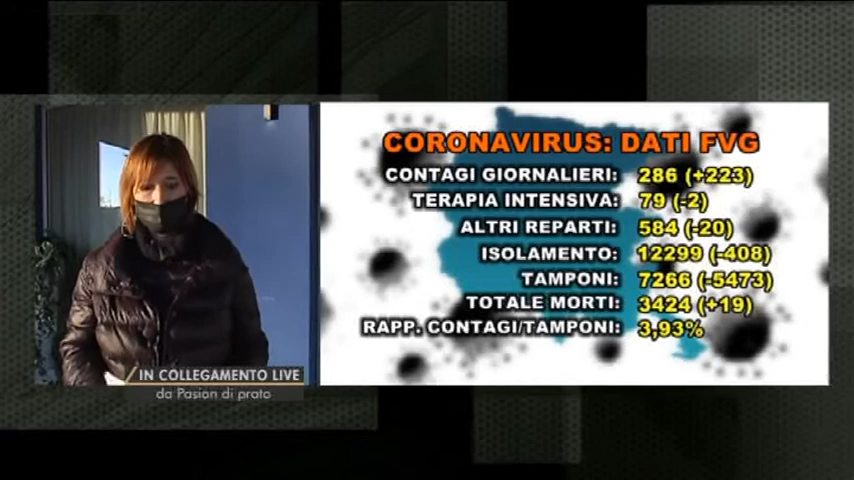 CORONAVIRUS: DATI FVG
CONTAGI GIORNALIERI: 286 (+223)
TERAPIA INTENSIVA: 79 (-2)
ALTRI REPARTI: 584 (-20)
ISOLAMENTO: 12299 (-408)
TAMPONI: 7266 (-5473)
TOTALE MORTI: 3424 (+19)
RAPP. CONTAGI/TAMPONI: 3,93%
IN COLLEGAMENTO LIVE
da Pasian di prato